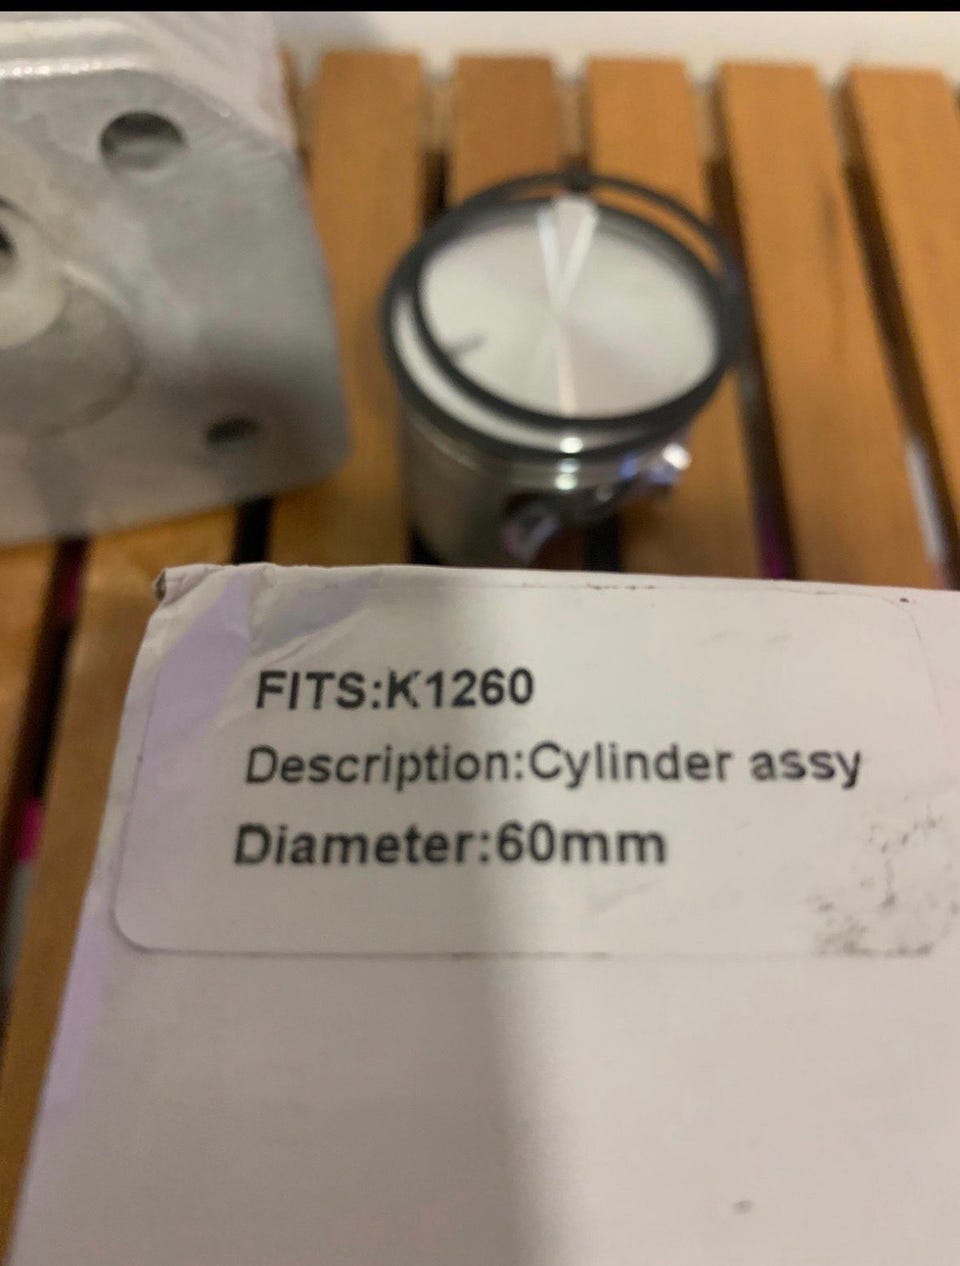 FITS:K1260
Description:Cylinder assy
Diameter:60mm